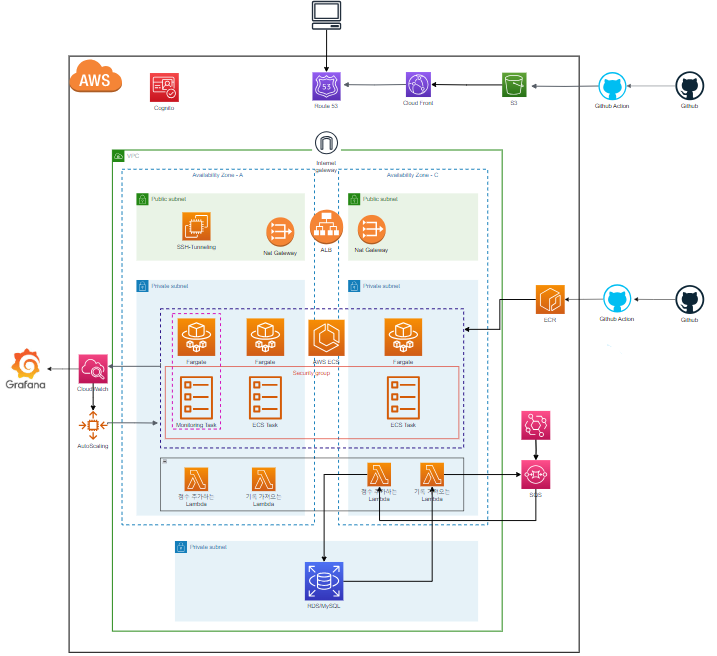 AWS
Cognito
53
Route 53
Cloud Front
S3
Github Action
Github
Internet
gateway
VPC
Availability Zone - A
Availability Zone - C
Public subnet
Public subnet
SSH-Tunneling
Nat Gateway
ALB
Nat Gateway
Private subnet
Private subnet
ECR
Github Action
Github
Fargate
Fargate
AWS ECS
Fargate
Security group
Grafana
CloudWatch
Monitoring Task
ECS Task
ECS Task
AutoScaling
점수 추가하는
Lambda
기록 가져오는
Lambda
점수 추가하는
Lambda
기록 가져오는
Lambda
SQS
Private subnet
RDS/MySQL